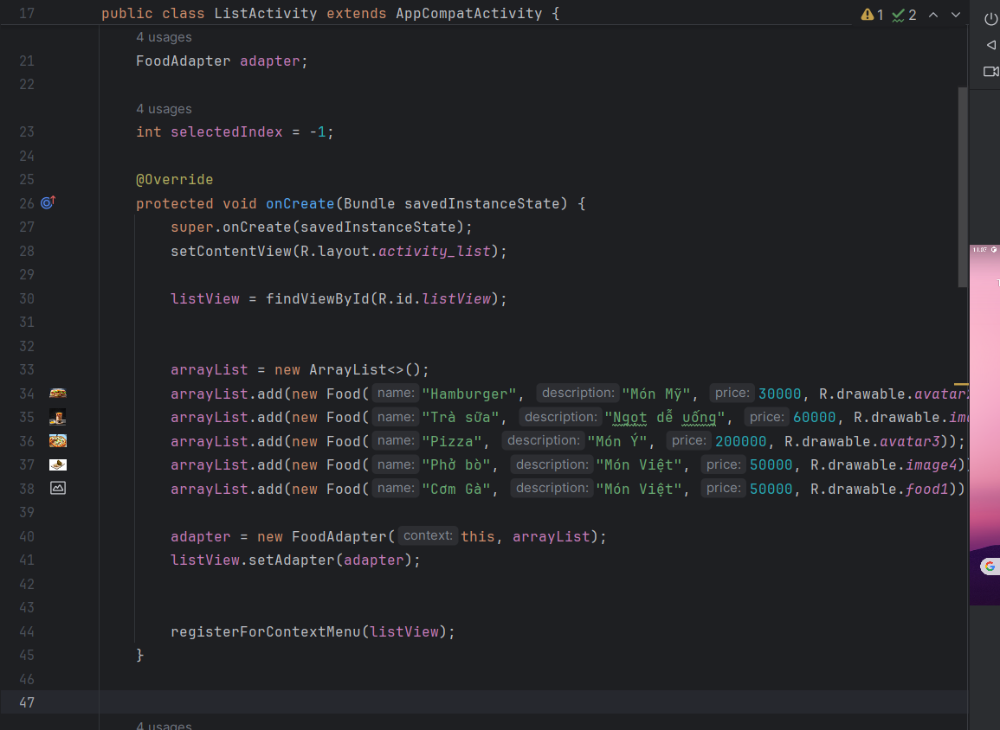 17 public class ListActivity extends AppCompatActivity { 1 2
4 usages
21 FoodAdapter adapter;
22
4 usages
23 int selectedIndex = -1;
24
25 @Override
26 protected void onCreate(Bundle savedInstanceState) {
27 super.onCreate(savedInstanceState);
28 setContentView(R.layout.activity_list);
29
11:07 G
30 listView = findViewById(R.id.listView);
31
32
33 arrayList = new ArrayList<>();
34 arrayList.add(new Food( name: "Hamburger", description: "Món Mỹ", price: 30000, R.drawable.avatar2
35 arrayList.add(new Food( name: "Trà sữa", description: "Ngọt dễ uống", price: 60000, R.drawable.im
36 arrayList.add(new Food( name: "Pizza", description: "Món Ý", price: 200000, R.drawable.avatar3));
37 arrayList.add(new Food( name: "Phở bò", description: "Món Việt", price: 50000, R.drawable.image4)
38 arrayList.add(new Food( name: "Cơm Gà", description: "Món Việt", price: 50000, R.drawable.food1))
39
40 adapter = new FoodAdapter( context: this, arrayList);
41 listView.setAdapter(adapter);
42
43
44 registerForContextMenu(listView);
45 }
46
47
4 usages